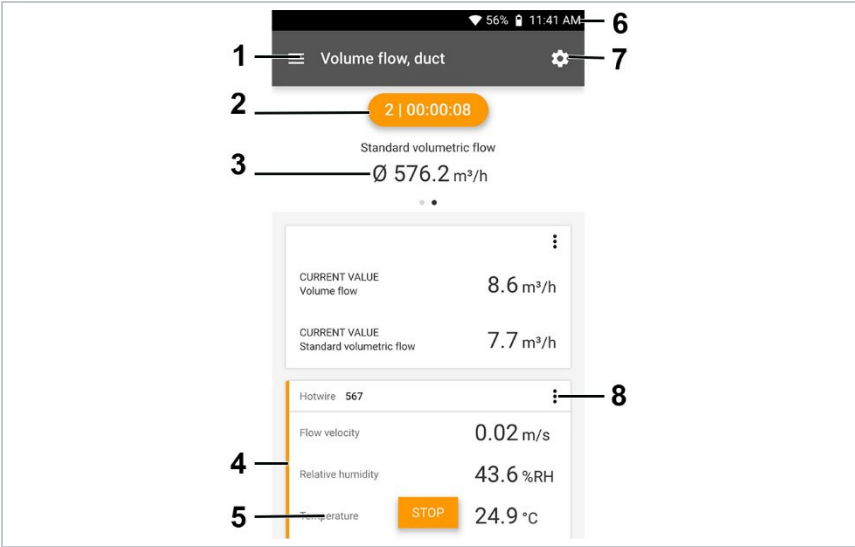 56% 11:41 AM 6
1 Volume flow, duct 7
2 2 | 00:00:08
Standard volumetric flow
3 Ø 576.2 m³/h
CURRENT VALUE
Volume flow 8.6 m³/h
CURRENT VALUE
Standard volumetric flow 7.7 m³/h
Hotwire 567 8
Flow velocity 0.02 m/s
4 Relative humidity 43.6 %RH
5 Temperature STOP 24.9 °C